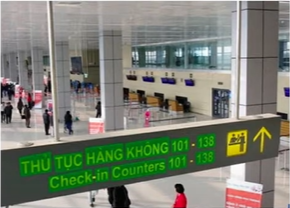 THỦ TỤC HÀNG KHÔNG 101 - 138
Check-in Counters 101 - 138